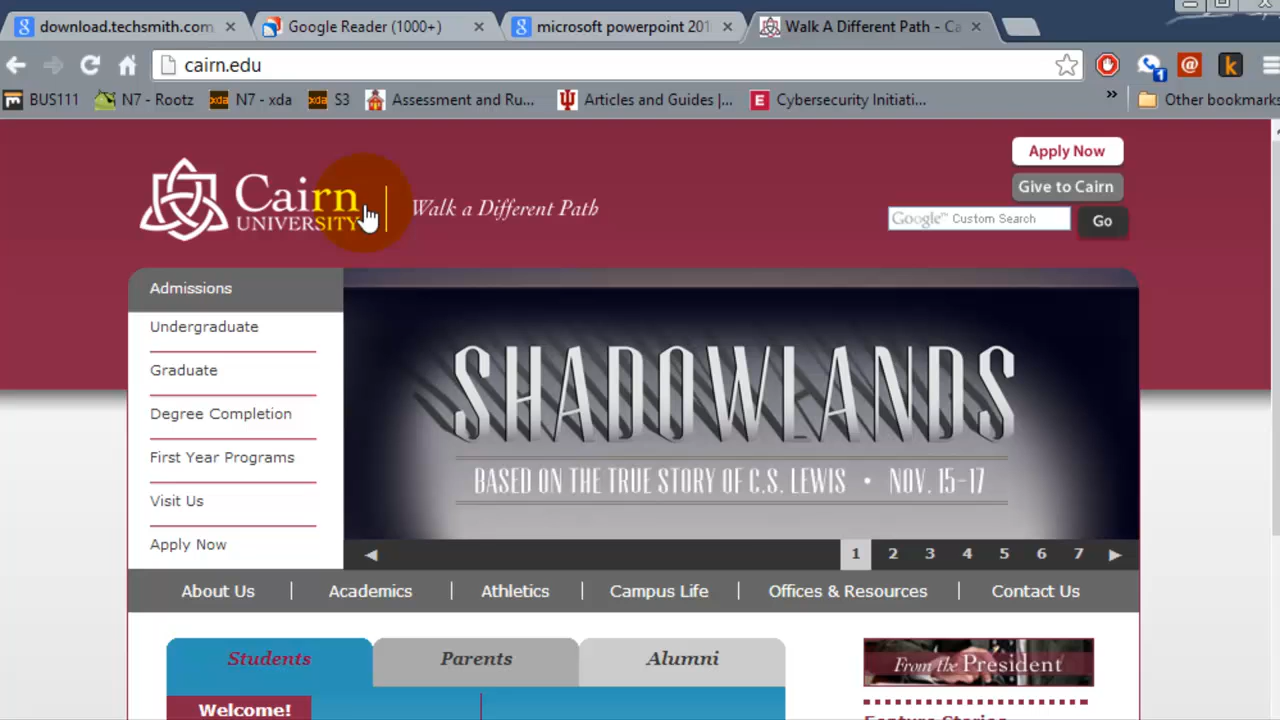 download.techsmith.com
Google Reader (1000+)
microsoft powerpoint 201
Walk A Different Path - Ca
cairn.edu
1
BUS111
N7 - Rootz
N7 - xda
S3
Assessment and Ru...
Articles and Guides |...
Cybersecurity Initiati...
»
Other bookmarks
Cairn
UNIVERSITY
Walk a Different Path
Apply Now
Give to Cairn
Google™ Custom Search
Go
Admissions
Undergraduate
Graduate
Degree Completion
First Year Programs
Visit Us
Apply Now
SHADOWLANDS
BASED ON THE TRUE STORY OF C.S. LEWIS • NOV. 15-17
1 2 3 4 5 6 7
About Us | Academics | Athletics | Campus Life | Offices & Resources | Contact Us
Students
Parents
Alumni
From the President
Welcome!